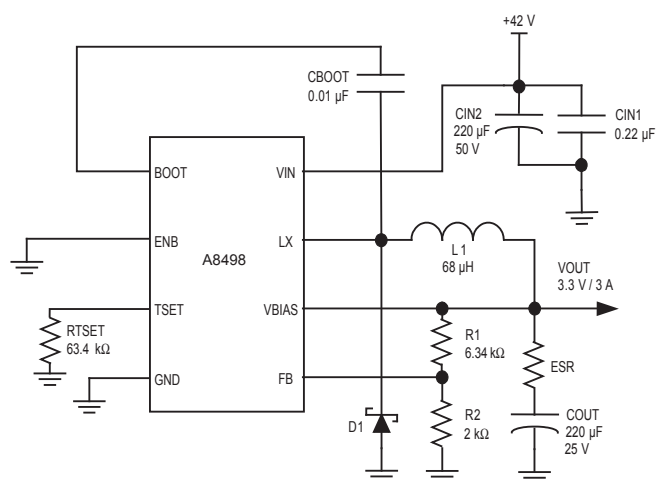 +42 V
CBOOT
0.01 µF
CIN2
220 µF
50 V
CIN1
0.22 µF
BOOT
VIN
ENB
LX
A8498
L1
68 µH
VOUT
3.3 V / 3 A
TSET
VBIAS
RTSET
63.4 kΩ
R1
6.34 kΩ
ESR
GND
FB
D1
R2
2 kΩ
COUT
220 µF
25 V